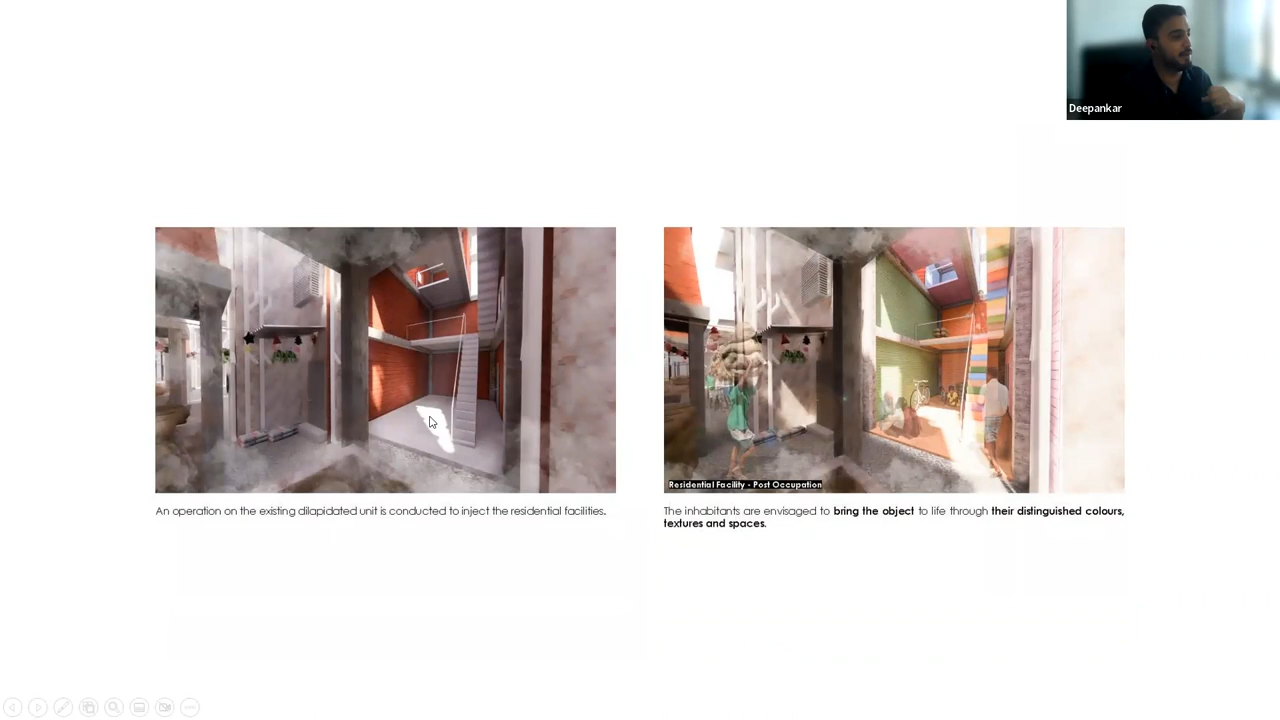 Deepankar
Residential Facility - Post Occupation
An operation on the existing dilapidated unit is conducted to inject the residential facilities.
The inhabitants are envisaged to bring the object to life through their distinguished colours,
textures and spaces.